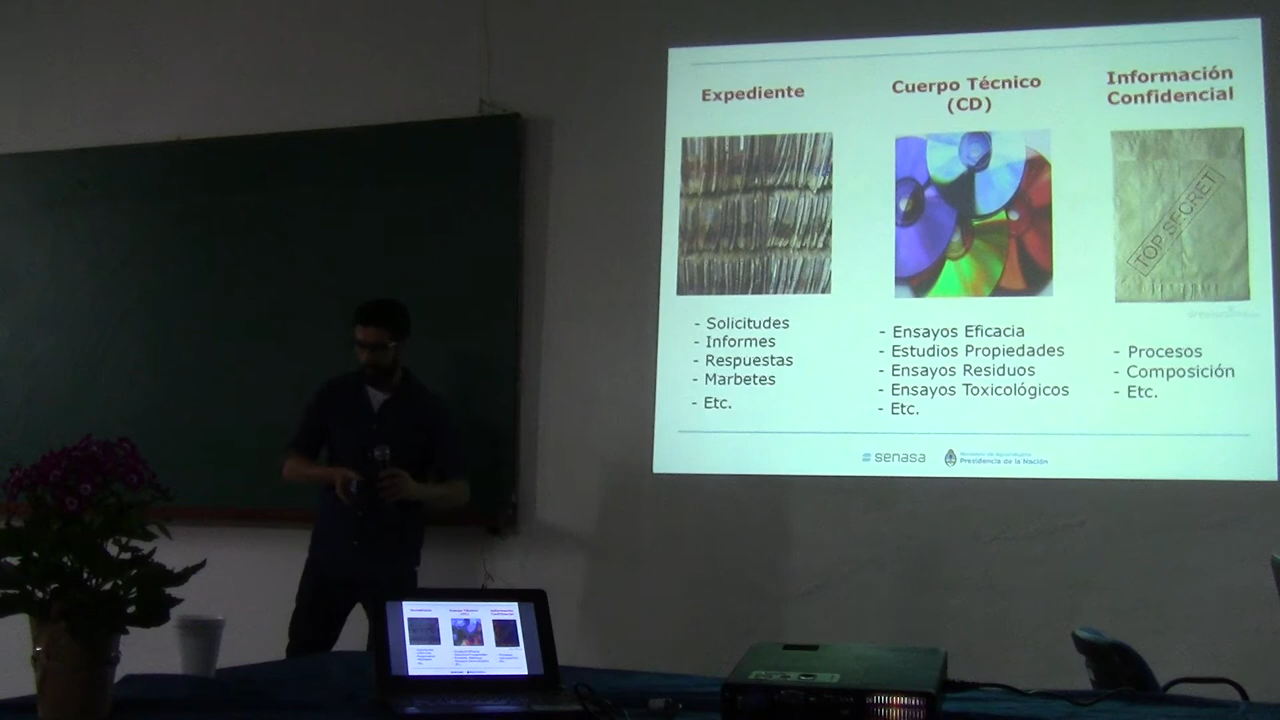 Expediente
- Solicitudes
- Informes
- Respuestas
- Marbetes
- Etc.
Cuerpo Técnico
(CD)
- Ensayos Eficacia
- Estudios Propiedades
- Ensayos Residuos
- Ensayos Toxicológicos
- Etc.
Información
Confidencial
TOP SECRET
- Procesos
- Composición
- Etc.
senasa
Presidencia de la Nación